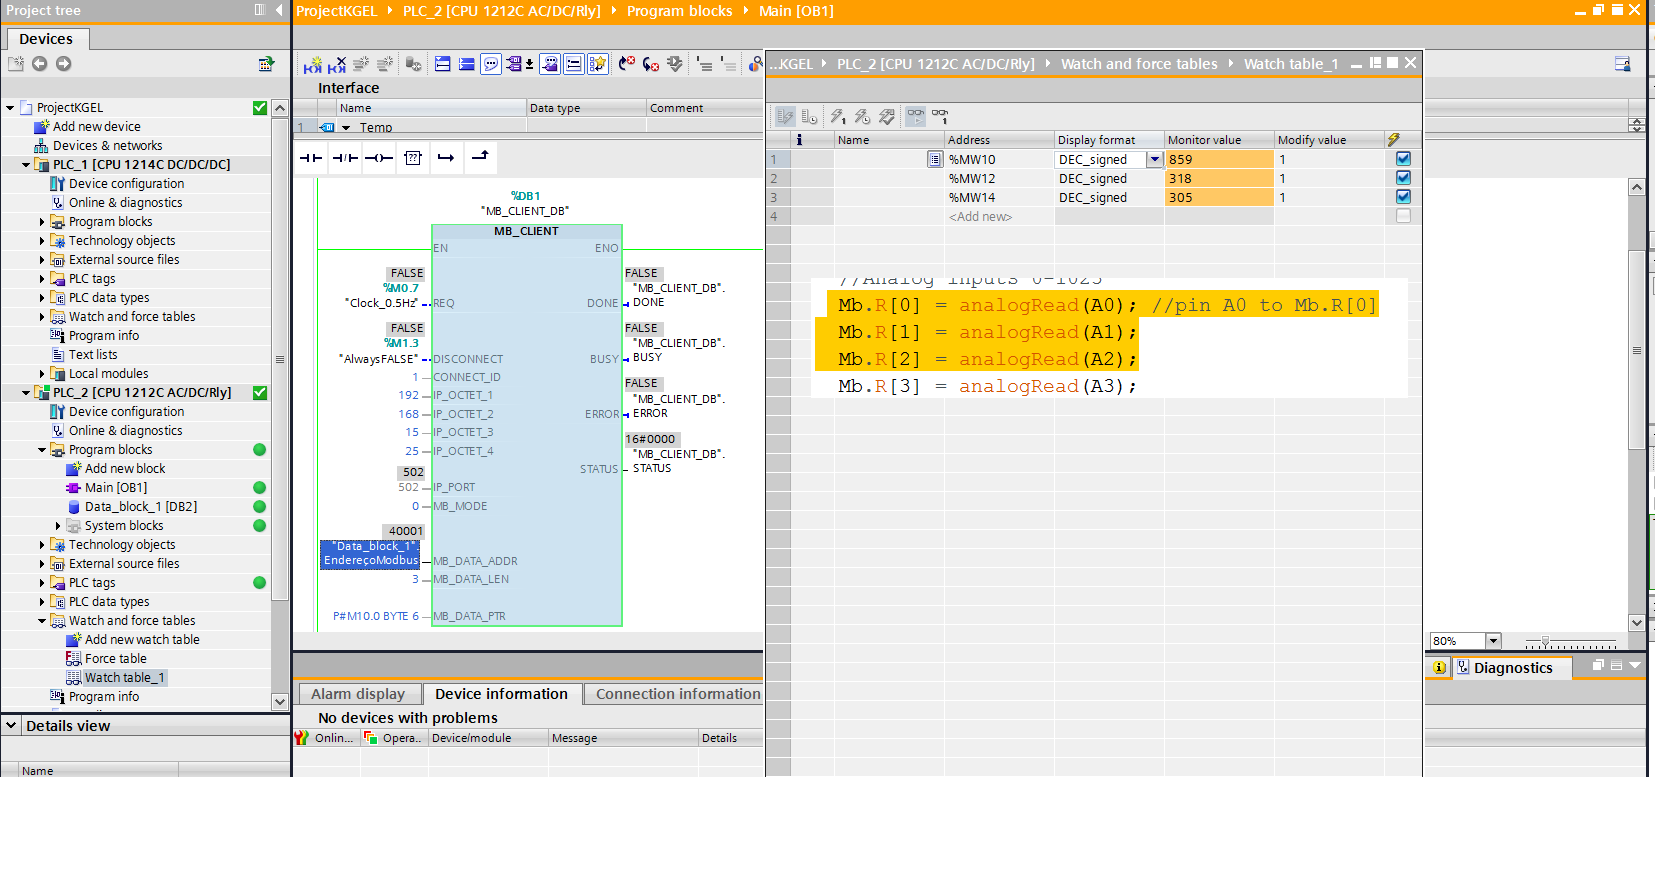 Project tree
Devices
ProjectKGEL
Add new device
Devices & networks
PLC_1 [CPU 1214C DC/DC/DC]
Device configuration
Online & diagnostics
Program blocks
Technology objects
External source files
PLC tags
PLC data types
Watch and force tables
Program info
Text lists
Local modules
PLC_2 [CPU 1212C AC/DC/Rly]
Device configuration
Online & diagnostics
Program blocks
Add new block
Main [OB1]
Data_block_1 [DB2]
System blocks
Technology objects
External source files
PLC tags
PLC data types
Watch and force tables
Add new watch table
Force table
Watch table_1
Program info
Details view
Name
ProjectKGEL PLC_2 [CPU 1212C AC/DC/Rly] Program blocks Main [OB1]
Interface
Name Data type Comment
1 Temp
??
%DB1
"MB_CLIENT_DB"
MB_CLIENT
EN ENO
FALSE FALSE
%M0.7 "MB_CLIENT_DB".
"Clock_0.5Hz" REQ DONE DONE
FALSE FALSE
%M1.3 "MB_CLIENT_DB".
"AlwaysFALSE" DISCONNECT BUSY BUSY
1 CONNECT_ID
FALSE
192 IP_OCTET_1 "MB_CLIENT_DB".
168 IP_OCTET_2 ERROR ERROR
15 IP_OCTET_3
16#0000
25 IP_OCTET_4 "MB_CLIENT_DB".
502 STATUS STATUS
502 IP_PORT
0 MB_MODE
40001
"Data_block_1".
EndereçoModbus MB_DATA_ADDR
3 MB_DATA_LEN
P#M10.0 BYTE 6 MB_DATA_PTR
Alarm display Device information Connection information
No devices with problems
Onlin... Opera.. Device/module Message Details
...KGEL PLC_2 [CPU 1212C AC/DC/Rly] Watch and force tables Watch table_1
i Name Address Display format Monitor value Modify value
1 %MW10 DEC_signed 859 1
2 %MW12 DEC_signed 318 1
3 %MW14 DEC_signed 305 1
4 <Add new>
//Analog inputs 0-1023
Mb.R[0] = analogRead(A0); //pin A0 to Mb.R[0]
Mb.R[1] = analogRead(A1);
Mb.R[2] = analogRead(A2);
Mb.R[3] = analogRead(A3);
80%
Diagnostics